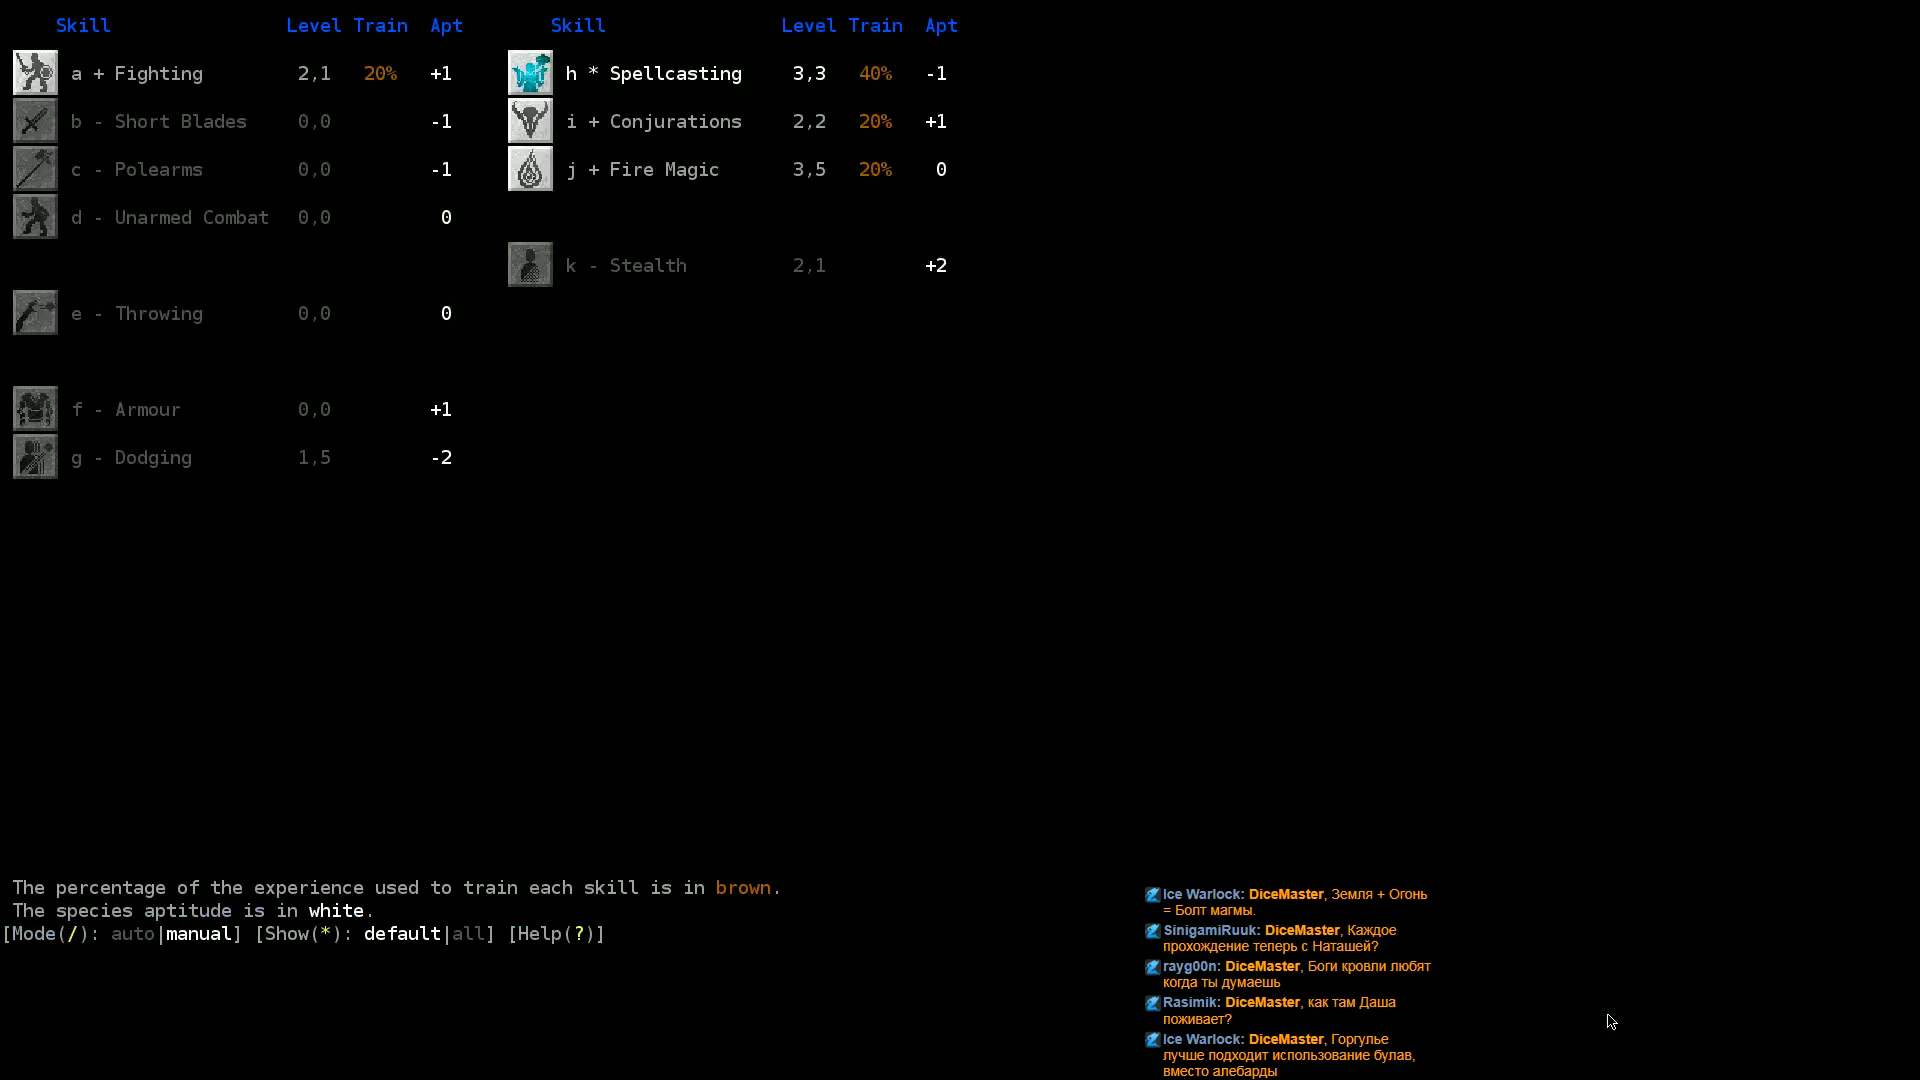 Skill Level Train Apt
a + Fighting 2,1 20% +1
b - Short Blades 0,0 -1
c - Polearms 0,0 -1
d - Unarmed Combat 0,0 0
e - Throwing 0,0 0
f - Armour 0,0 +1
g - Dodging 1,5 -2
Skill Level Train Apt
h * Spellcasting 3,3 40% -1
i + Conjurations 2,2 20% +1
j + Fire Magic 3,5 20% 0
k - Stealth 2,1 +2
The percentage of the experience used to train each skill is in brown.
The species aptitude is in white.
[Mode(/): auto|manual] [Show(*): default|all] [Help(?)]
Ice Warlock: DiceMaster, Земля + Огонь
= Болт магмы.
SinigamiRuuk: DiceMaster, Каждое
прохождение теперь с Наташей?
rayg00n: DiceMaster, Боги крови любят
когда ты думаешь
Rasimik: DiceMaster, как там Даша
поживает?
Ice Warlock: DiceMaster, Горгулье
лучше подходит использование булав,
вместо алебарды